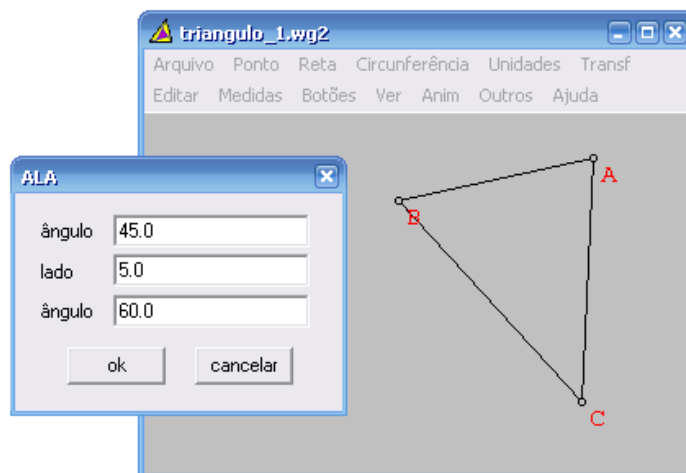 triangulo_1.wg2
Arquivo Ponto Reta Circunferência Unidades Transf
Editar Medidas Botões Ver Anim Outros Ajuda
A
B
C
ALA
ângulo 45.0
lado 5.0
ângulo 60.0
ok cancelar